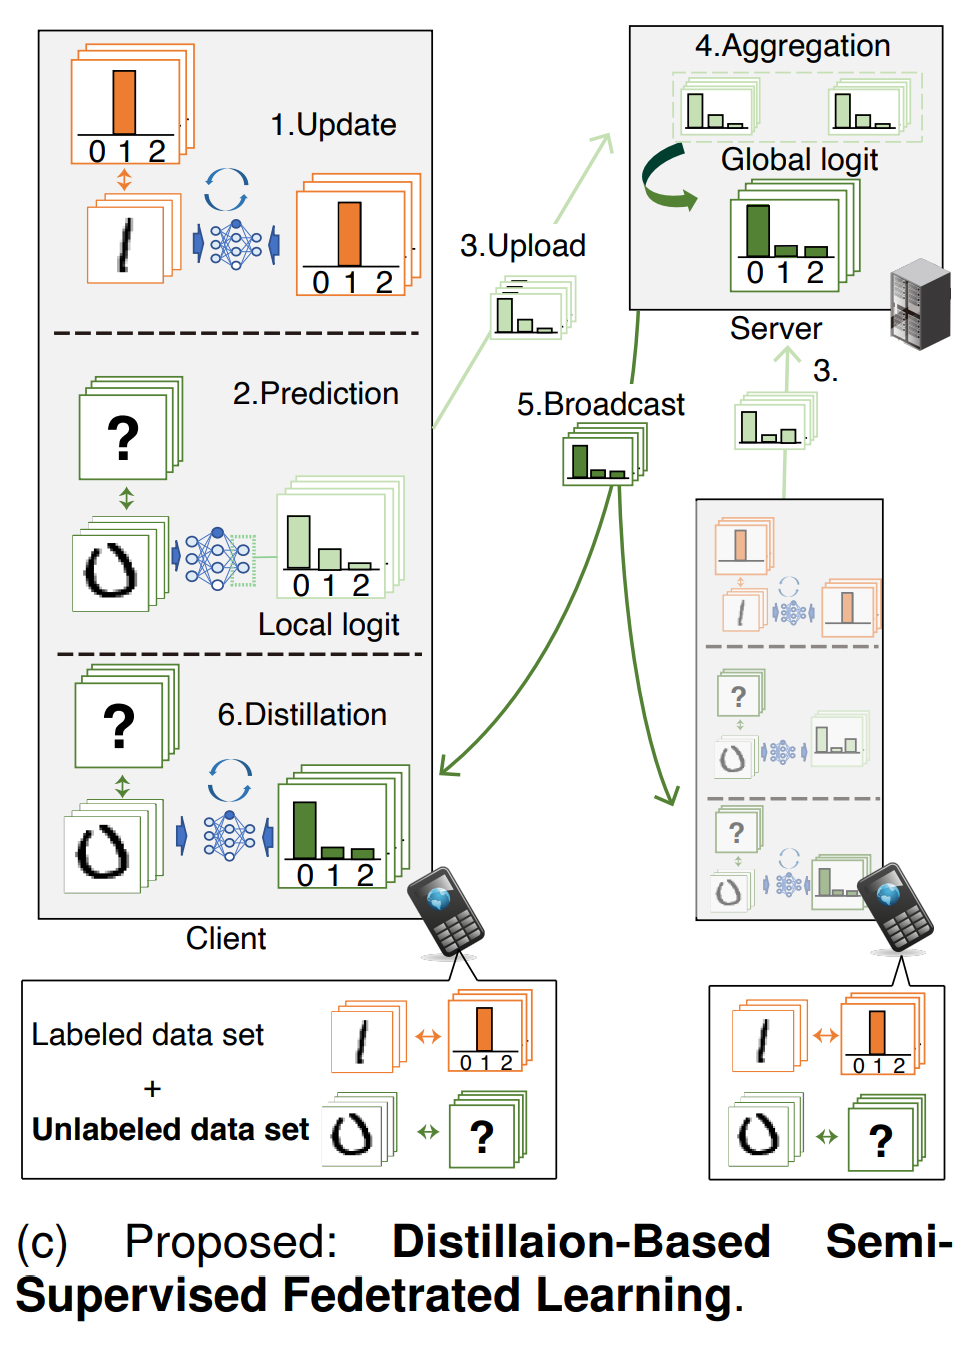 1.Update
0 1 2
0 1 2
2.Prediction
?
0 1 2
Local logit
6.Distillation
?
0 1 2
Client
3.Upload
4.Aggregation
Global logit
0 1 2
Server
3.
5.Broadcast
?
?
Labeled data set
+
Unlabeled data set
0 1 2
?
0 1 2
?
(c) Proposed: Distillaion-Based Semi-
Supervised Fedetrated Learning.